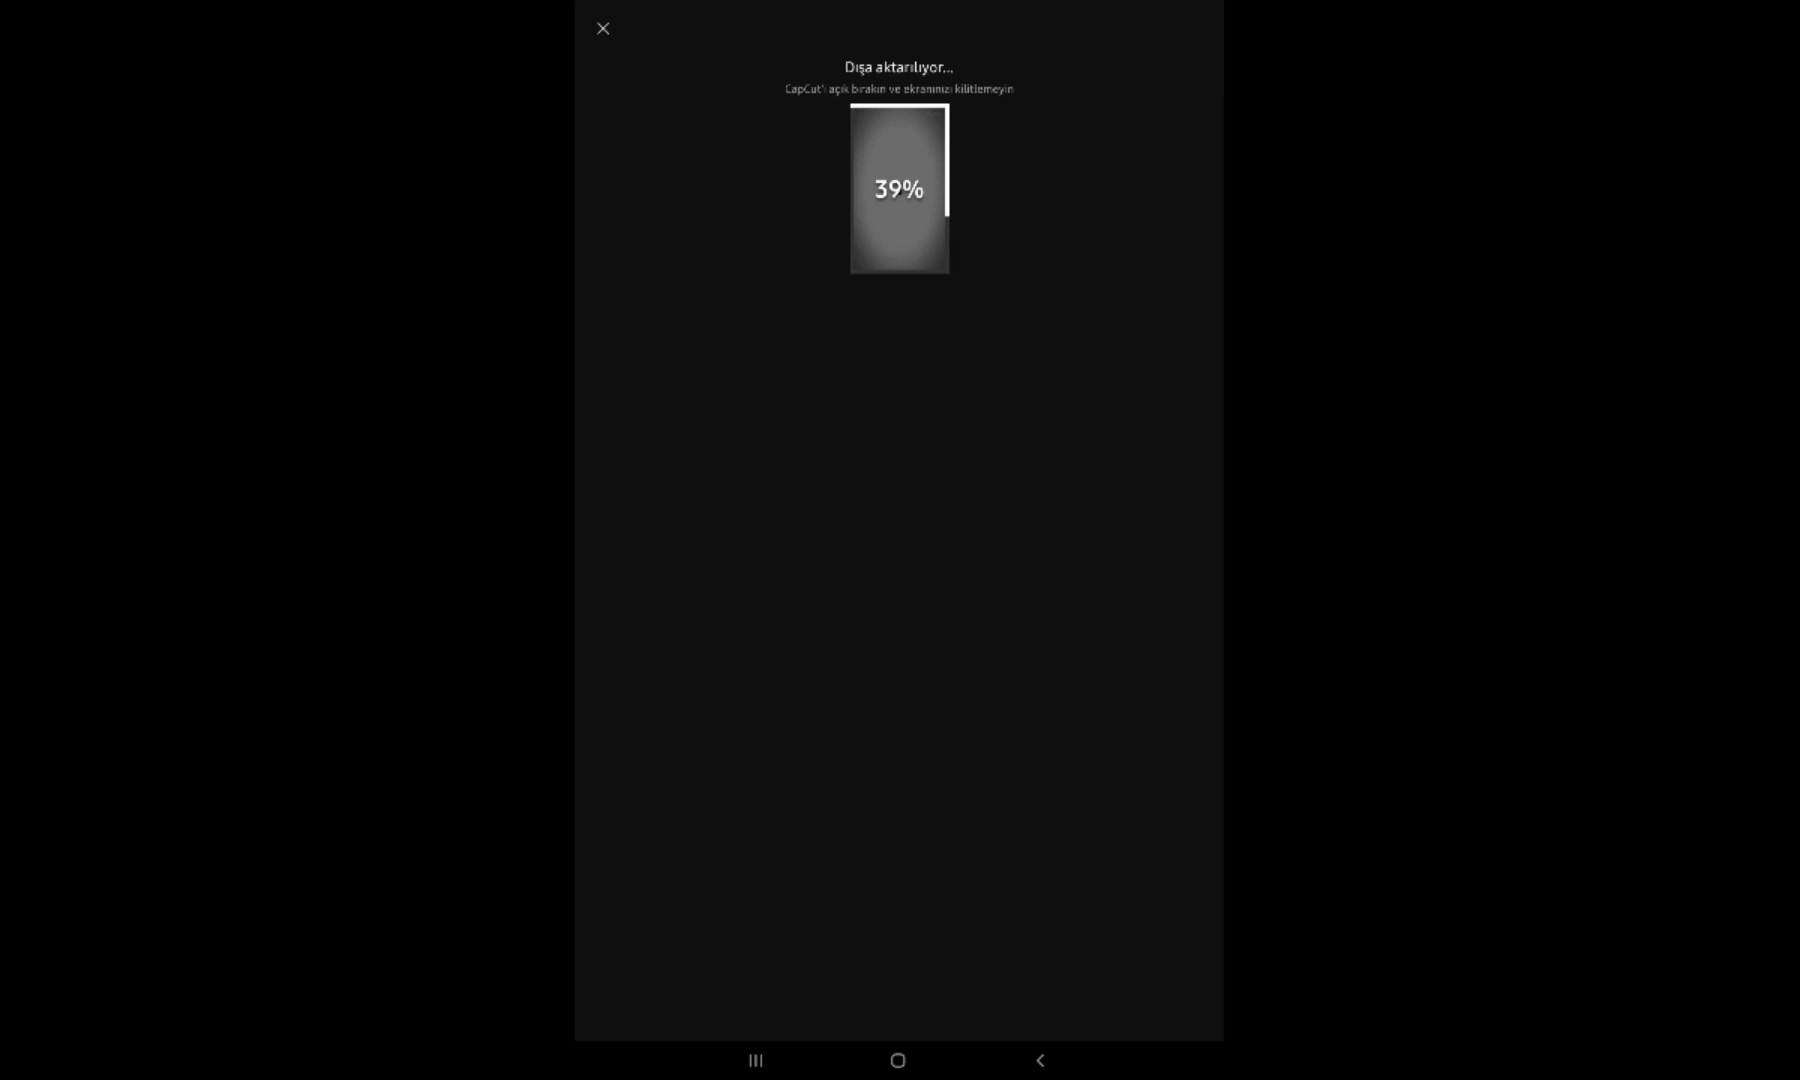 Dışa aktarılıyor...
CapCut'ı açık bırakın ve ekranınızı kilitlemeyin
39%